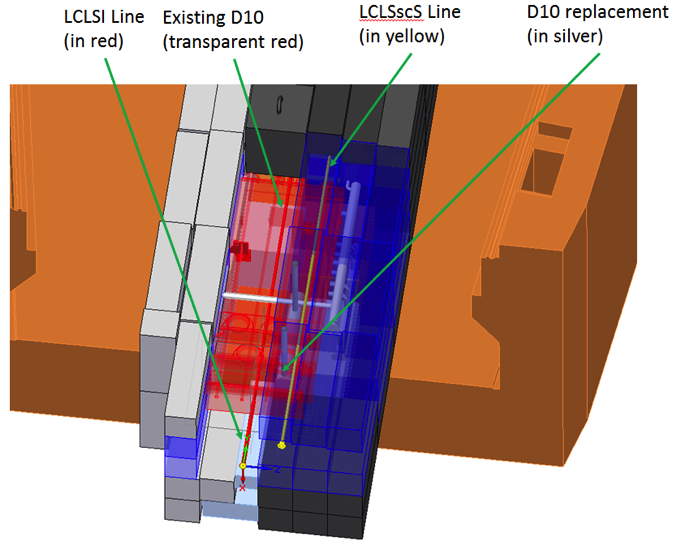 LCLSI Line
(in red)
Existing D10
(transparent red)
LCLSscS Line
(in yellow)
D10 replacement
(in silver)
Z
X